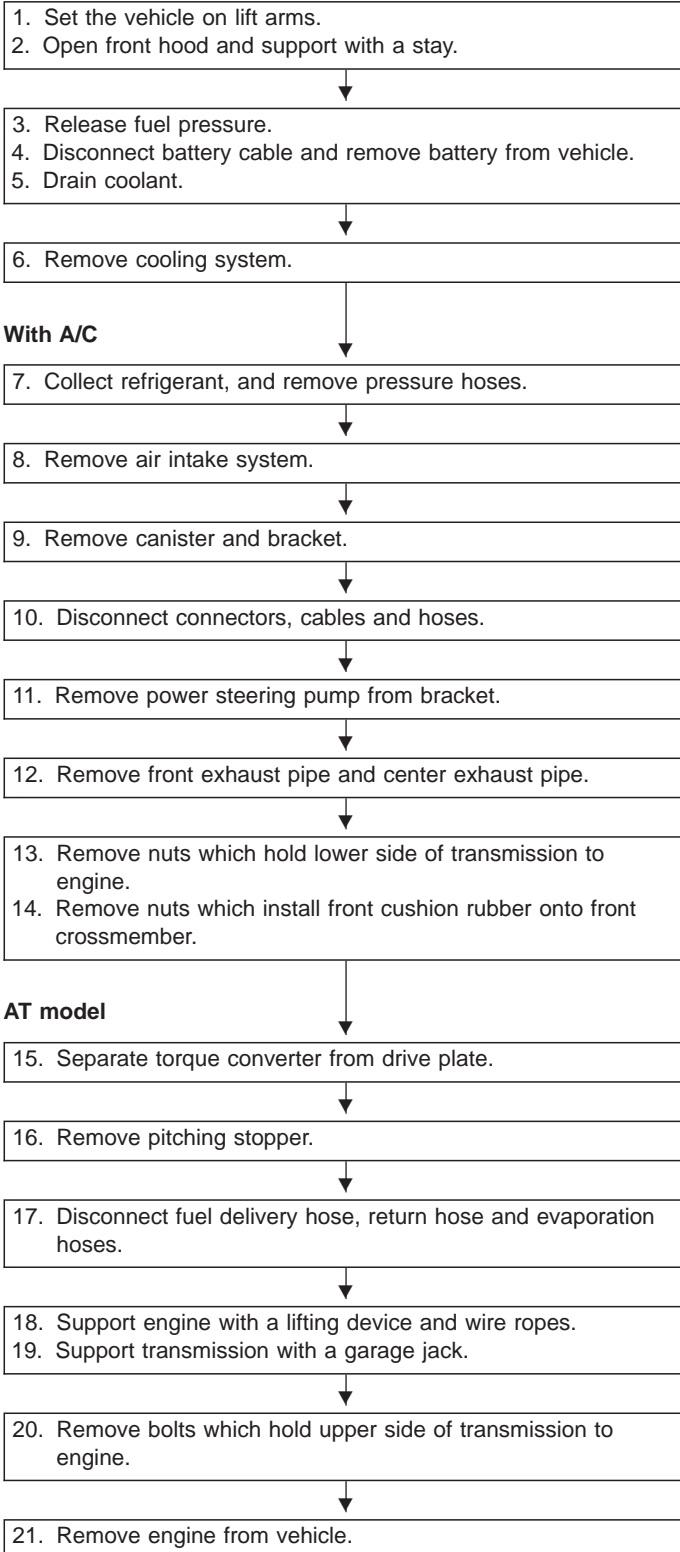 1. Set the vehicle on lift arms.
2. Open front hood and support with a stay.
3. Release fuel pressure.
4. Disconnect battery cable and remove battery from vehicle.
5. Drain coolant.
6. Remove cooling system.
With A/C
7. Collect refrigerant, and remove pressure hoses.
8. Remove air intake system.
9. Remove canister and bracket.
10. Disconnect connectors, cables and hoses.
11. Remove power steering pump from bracket.
12. Remove front exhaust pipe and center exhaust pipe.
13. Remove nuts which hold lower side of transmission to
engine.
14. Remove nuts which install front cushion rubber onto front
crossmember.
AT model
15. Separate torque converter from drive plate.
16. Remove pitching stopper.
17. Disconnect fuel delivery hose, return hose and evaporation
hoses.
18. Support engine with a lifting device and wire ropes.
19. Support transmission with a garage jack.
20. Remove bolts which hold upper side of transmission to
engine.
21. Remove engine from vehicle.